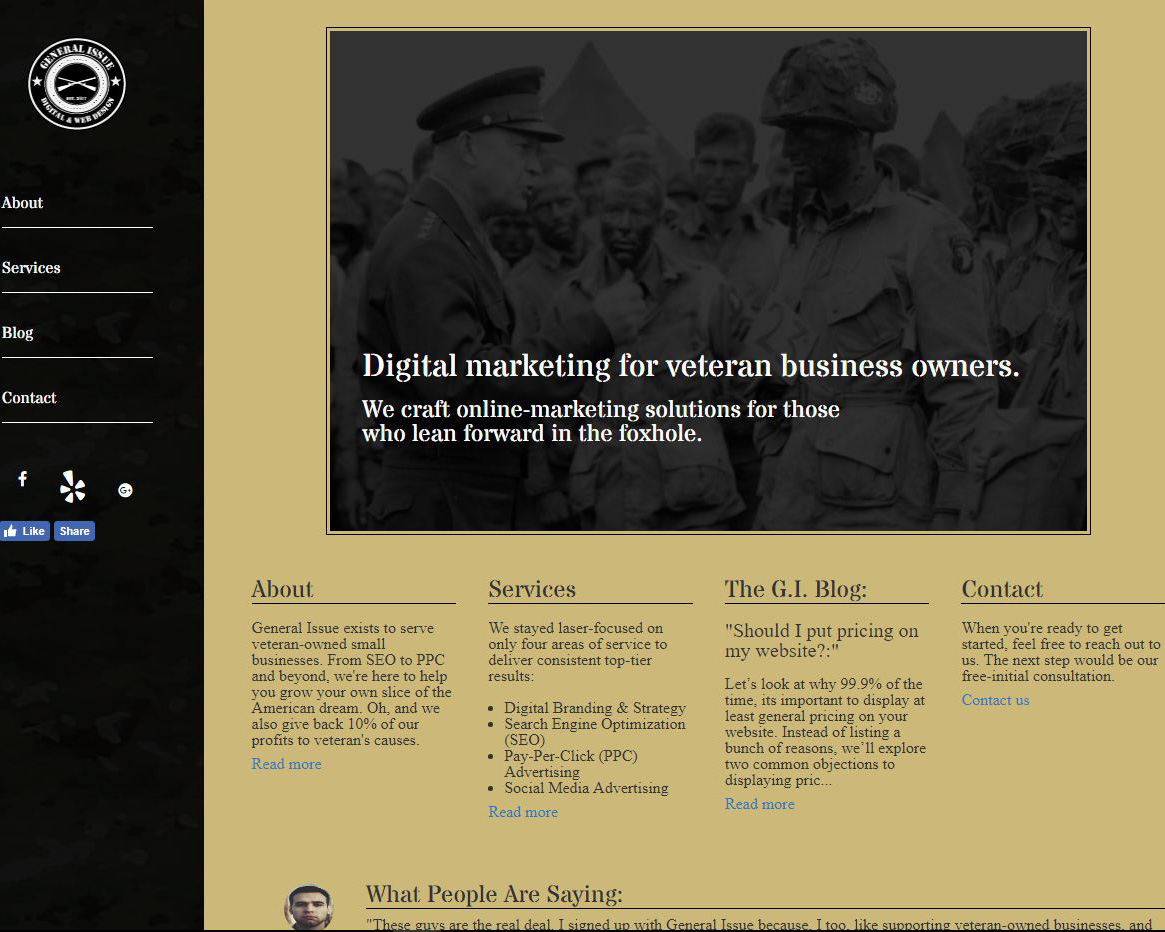 GENERAL ISSUE
EST. 2017
DIGITAL & WEB DESIGN
About
Services
Blog
Contact
Like
Share
Digital marketing for veteran business owners.
We craft online-marketing solutions for those
who lean forward in the foxhole.
About
General Issue exists to serve
veteran-owned small
businesses. From SEO to PPC
and beyond, we're here to help
you grow your own slice of the
American dream. Oh, and we
also give back 10% of our
profits to veteran's causes.
Read more
Services
We stayed laser-focused on
only four areas of service to
deliver consistent top-tier
results:
Digital Branding & Strategy
Search Engine Optimization
(SEO)
Pay-Per-Click (PPC)
Advertising
Social Media Advertising
Read more
The G.I. Blog:
"Should I put pricing on
my website?:"
Let’s look at why 99.9% of the
time, its important to display at
least general pricing on your
website. Instead of listing a
bunch of reasons, we’ll explore
two common objections to
displaying pric...
Read more
Contact
When you're ready to get
started, feel free to reach out to
us. The next step would be our
free-initial consultation.
Contact us
What People Are Saying:
"These guys are the real deal. I signed up with General Issue because, I too, like supporting veteran-owned businesses, and